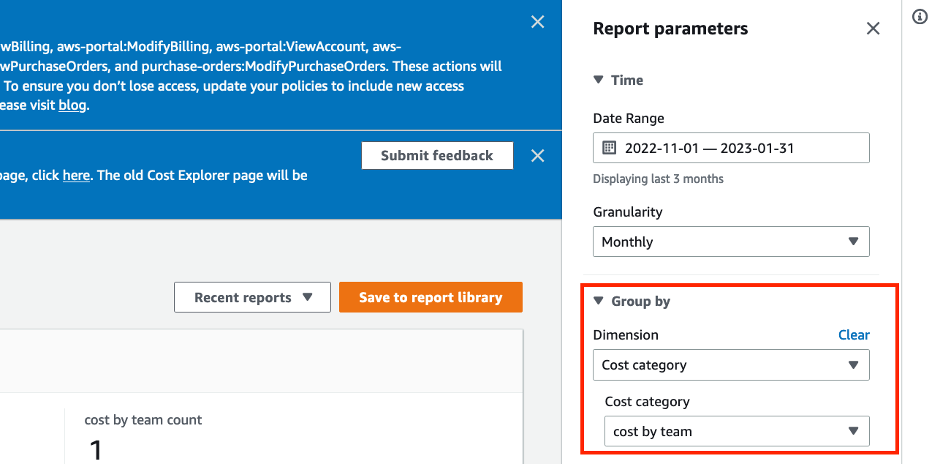 wBilling, aws-portal:ModifyBilling, aws-portal:ViewAccount, aws-
wPurchaseOrders, and purchase-orders:ModifyPurchaseOrders. These actions will
To ensure you don't lose access, update your policies to include new access
ease visit blog.
Submit feedback
page, click here. The old Cost Explorer page will be
Recent reports
Save to report library
cost by team count
1
Report parameters
Time
Date Range
2022-11-01 — 2023-01-31
Displaying last 3 months
Granularity
Monthly
Group by
Dimension
Clear
Cost category
Cost category
cost by team